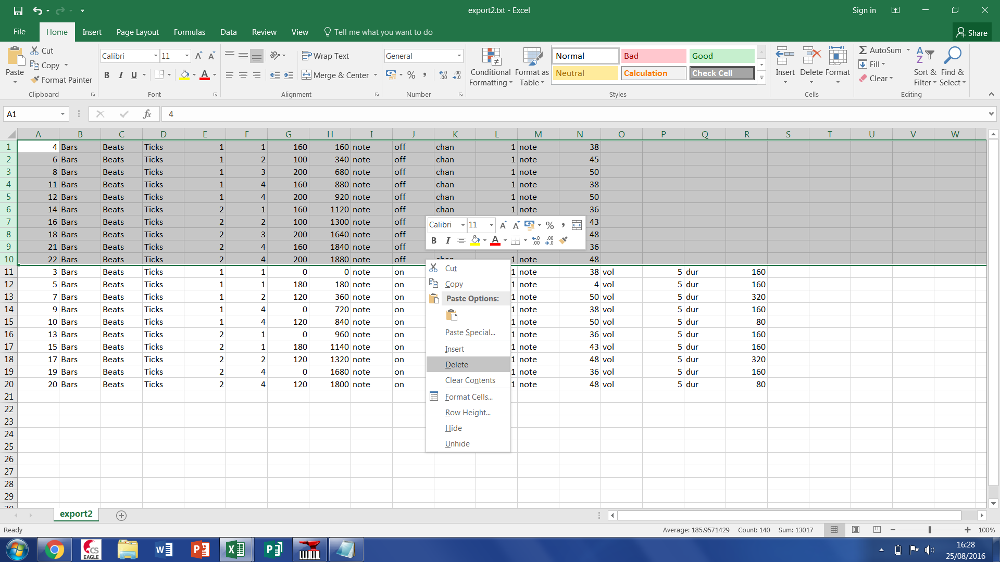 export2.txt - Excel
Sign in
File Home Insert Page Layout Formulas Data Review View Tell me what you want to do Share
Paste
Cut
Copy
Format Painter
Clipboard
Calibri 11
B I U A
Font
Wrap Text
Merge & Center
Alignment
General
% , .00
Number
Conditional Formatting
Format as Table
Normal Bad Good
Neutral Calculation Check Cell
Styles
Insert Delete Format
Cells
AutoSum
Fill
Clear
Sort & Filter
Find & Select
Editing
A1 fx 4
A B C D E F G H I J K L M N O P Q R S T U V W
1 4 Bars Beats Ticks 1 1 160 160 note off chan 1 note 38
2 6 Bars Beats Ticks 1 2 100 340 note off chan 1 note 45
3 8 Bars Beats Ticks 1 3 200 680 note off chan 1 note 50
4 11 Bars Beats Ticks 1 4 160 880 note off chan 1 note 38
5 12 Bars Beats Ticks 1 4 200 920 note off chan 1 note 50
6 14 Bars Beats Ticks 2 1 160 1120 note off chan 1 note 36
7 16 Bars Beats Ticks 2 2 100 1300 note off 43
8 18 Bars Beats Ticks 2 3 200 1640 note off 48
9 21 Bars Beats Ticks 2 4 160 1840 note off 36
10 22 Bars Beats Ticks 2 4 200 1880 note off chan 1 note 48
11 3 Bars Beats Ticks 1 1 0 0 note on 1 note 38 vol 5 dur 160
12 5 Bars Beats Ticks 1 1 180 180 note on 1 note 4 vol 5 dur 160
13 7 Bars Beats Ticks 1 2 120 360 note on 1 note 50 vol 5 dur 320
14 9 Bars Beats Ticks 1 4 0 720 note on 1 note 38 vol 5 dur 160
15 10 Bars Beats Ticks 1 4 120 840 note on 1 note 50 vol 5 dur 80
16 13 Bars Beats Ticks 2 1 0 960 note on 1 note 36 vol 5 dur 160
17 15 Bars Beats Ticks 2 1 180 1140 note on 1 note 43 vol 5 dur 160
18 17 Bars Beats Ticks 2 2 120 1320 note on 1 note 48 vol 5 dur 320
19 19 Bars Beats Ticks 2 4 0 1680 note on 1 note 36 vol 5 dur 160
20 20 Bars Beats Ticks 2 4 120 1800 note on 1 note 48 vol 5 dur 80
21
22
23
24
25
26
27
28
29
Calibri 11 A A % ,
B I A .00 .00
Cut
Copy
Paste Options:
Paste Special...
Insert
Delete
Clear Contents
Format Cells...
Row Height...
Hide
Unhide
export2
Ready Average: 185.9571429 Count: 140 Sum: 13017 100%
CS EAGLE
16:28
25/08/2016